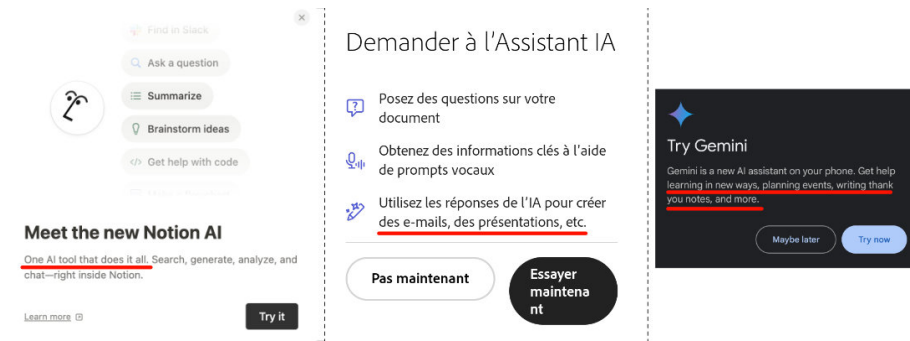 Find in Slack
Ask a question
Summarize
Brainstorm ideas
Get help with code
Meet the new Notion AI
One AI tool that does it all. Search, generate, analyze, and
chat—right inside Notion.
Learn more
Try it
Demander à l'Assistant IA
Posez des questions sur votre
document
Obtenez des informations clés à l'aide
de prompts vocaux
Utilisez les réponses de l'IA pour créer
des e-mails, des présentations, etc.
Pas maintenant
Essayer
maintena
nt
Try Gemini
Gemini is a new AI assistant on your phone. Get help
learning in new ways, planning events, writing thank
you notes, and more.
Maybe later
Try now